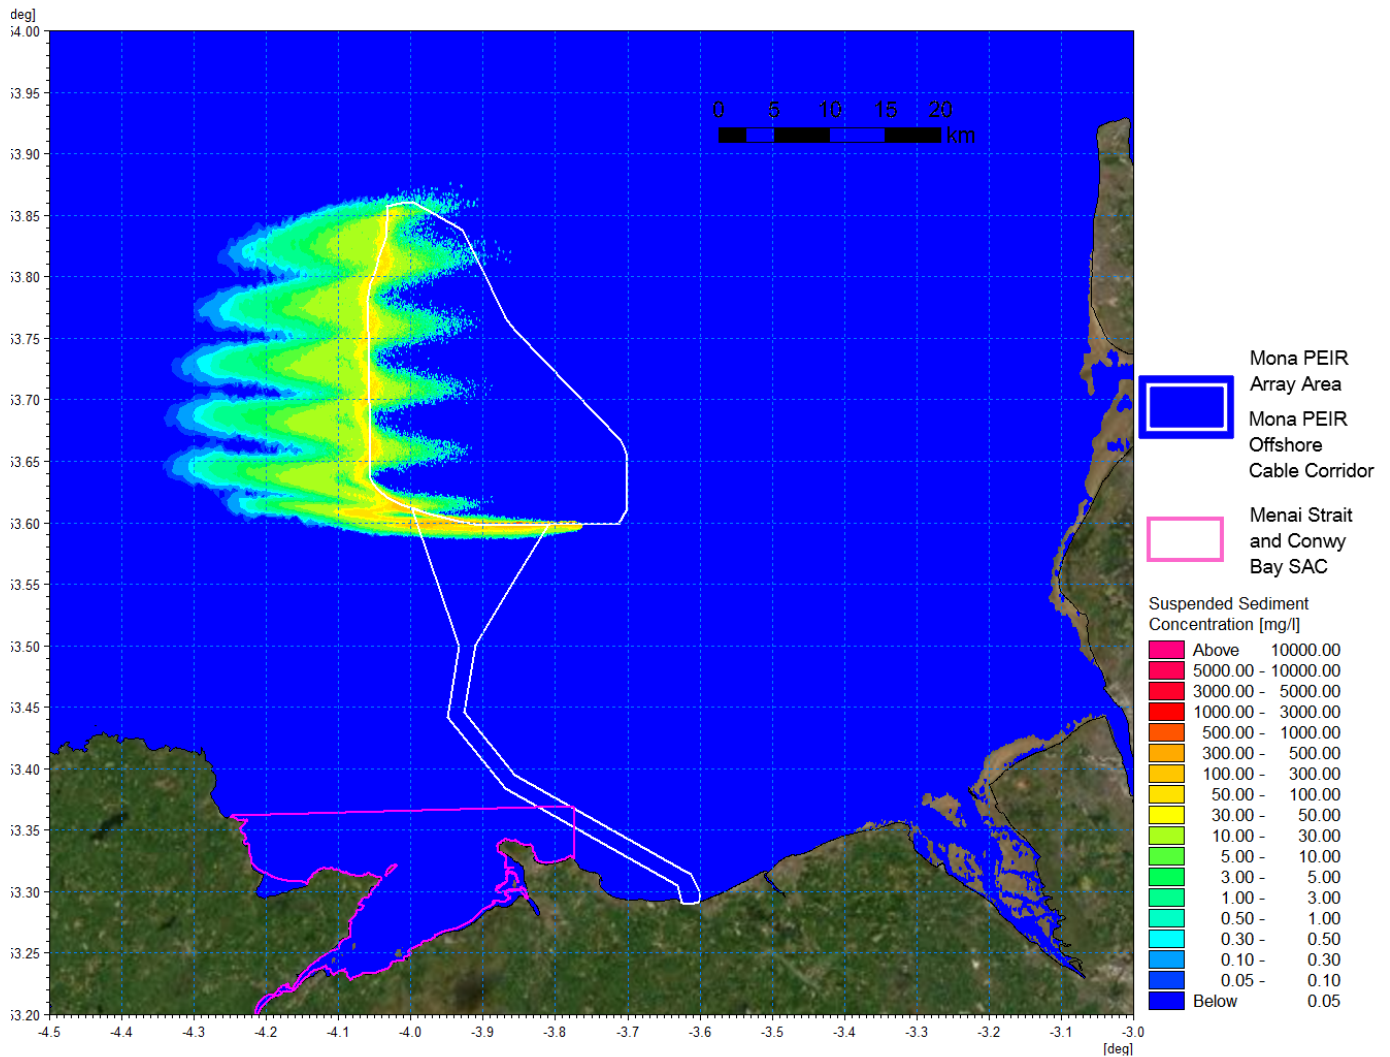 deg]
54.00
53.95
53.90
53.85
53.80
53.75
53.70
53.65
53.60
53.55
53.50
53.45
53.40
53.35
53.30
53.25
53.20
-4.5 -4.4 -4.3 -4.2 -4.1 -4.0 -3.9 -3.8 -3.7 -3.6 -3.5 -3.4 -3.3 -3.2 -3.1 -3.0
[deg]
0 5 10 15 20
km
Mona PEIR
Array Area
Mona PEIR
Offshore
Cable Corridor
Menai Strait
and Conwy
Bay SAC
Suspended Sediment
Concentration [mg/l]
Above 10000.00
5000.00 - 10000.00
3000.00 - 5000.00
1000.00 - 3000.00
500.00 - 1000.00
300.00 - 500.00
100.00 - 300.00
50.00 - 100.00
30.00 - 50.00
10.00 - 30.00
5.00 - 10.00
3.00 - 5.00
1.00 - 3.00
0.50 - 1.00
0.30 - 0.50
0.10 - 0.30
0.05 - 0.10
Below 0.05